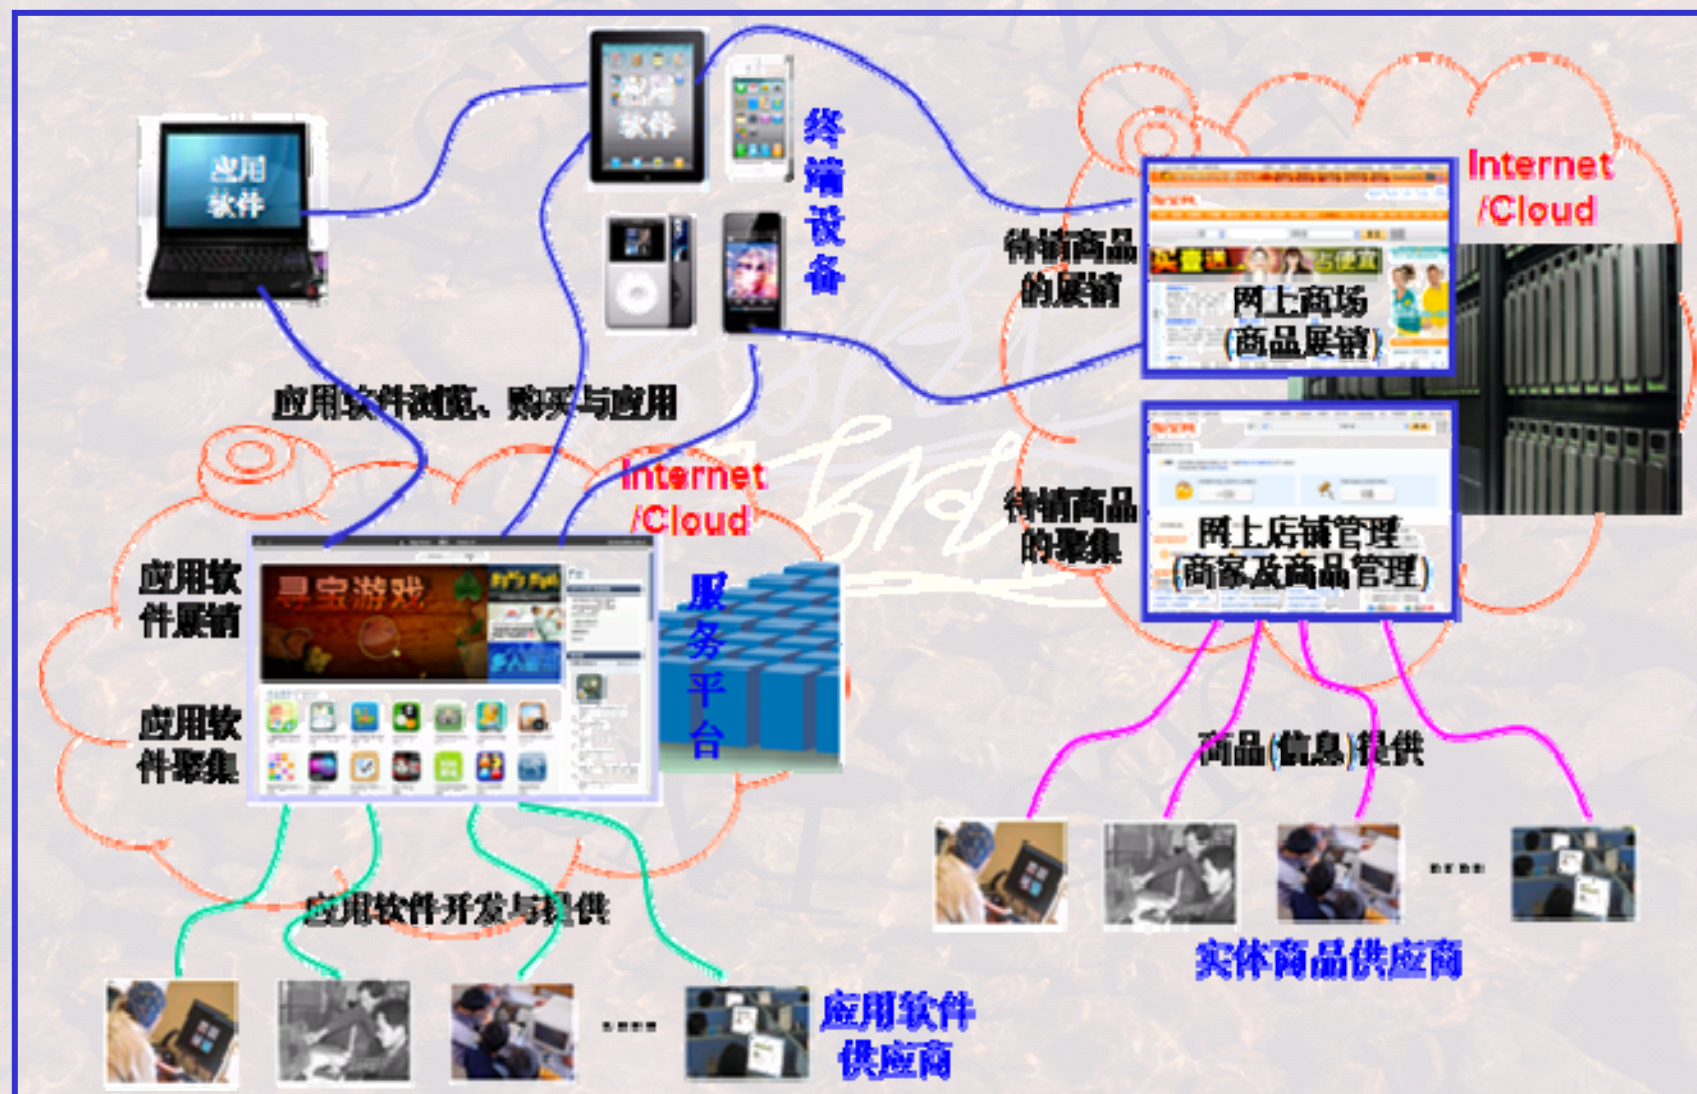 应用
软件
应用
软件
终
端
设
备
Internet
/Cloud
待销商品
的展销
网上商场
(商品展销)
应用软件浏览、购买与应用
Internet
/Cloud
待销商品
的聚集
网上店铺管理
(商家及商品管理)
应用软
件展销
寻宝游戏
服
务
平
台
应用软
件聚集
商品(信息)提供
应用软件开发与提供
实体商品供应商
应用软件
供应商